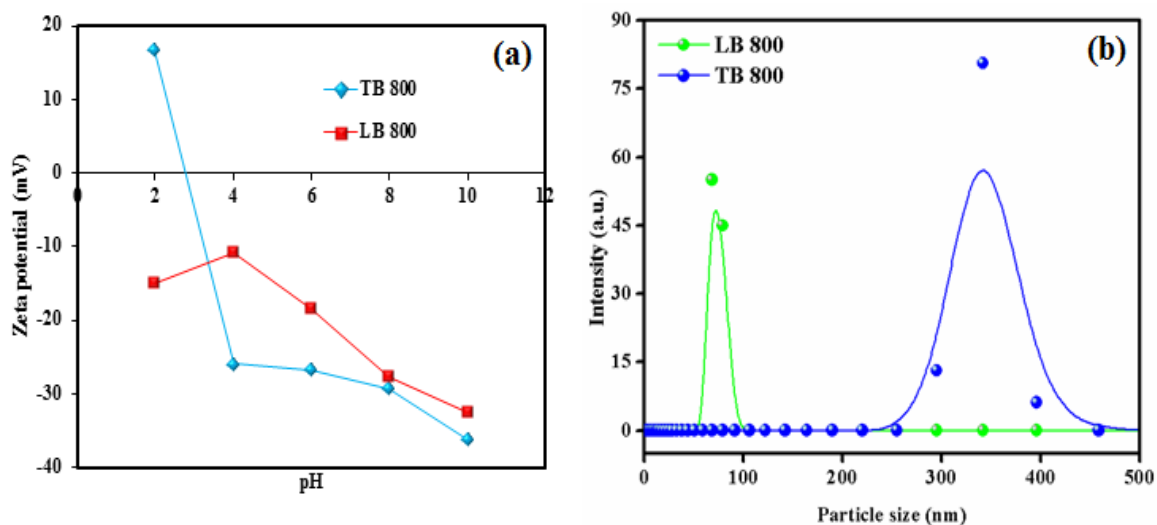 (a)
TB 800
LB 800
20
10
0
-10
-20
-30
-40
0 2 4 6 8 10 12
Zeta potential (mV)
pH
(b)
LB 800
TB 800
90
75
60
45
30
15
0
0 100 200 300 400 500
Intensity (a.u.)
Particle size (nm)